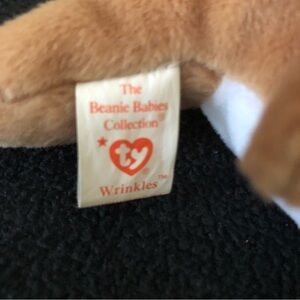 The
Beanie Babies
Collection®
ty
Wrinkles™